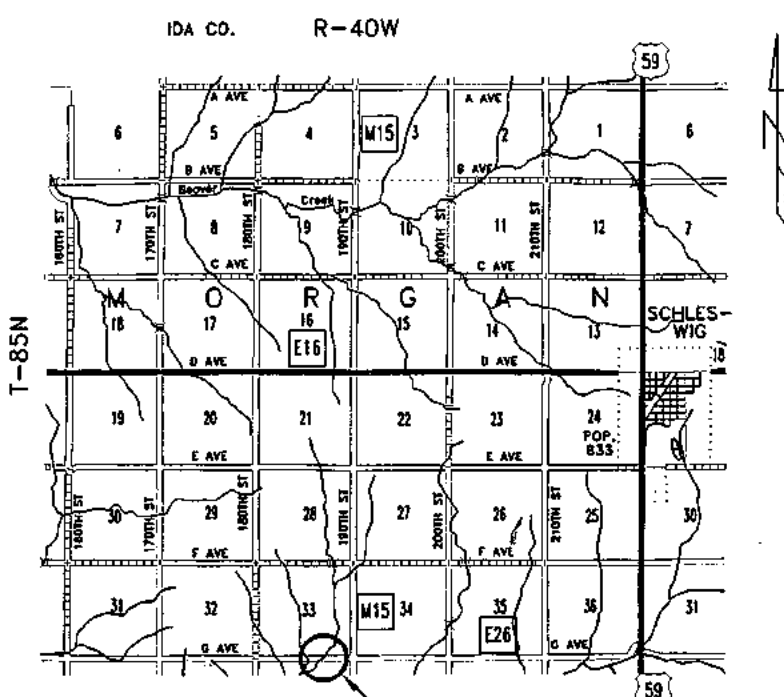 IDA CO. R-40W
59
A AVE A AVE
6 5 4 M15 3 2 1 6
B AVE B AVE
Beaver
Creek
160TH ST 7 170TH ST 8 180TH ST 9 190TH ST 10 200TH ST 11 210TH ST 12 7
C AVE C AVE
M O R G A N
SCHLES-
WIG
18 17 16 15 14 13
E16
18
D AVE D AVE
T-85N
19 20 21 22 23 24
POP.
833
E AVE E AVE
160TH ST 30 170TH ST 29 180TH ST 28 190TH ST 27 200TH ST 26 210TH ST 25 30
F AVE F AVE
31 32 33 M15 34 35 36 31
E26
G AVE G AVE
59